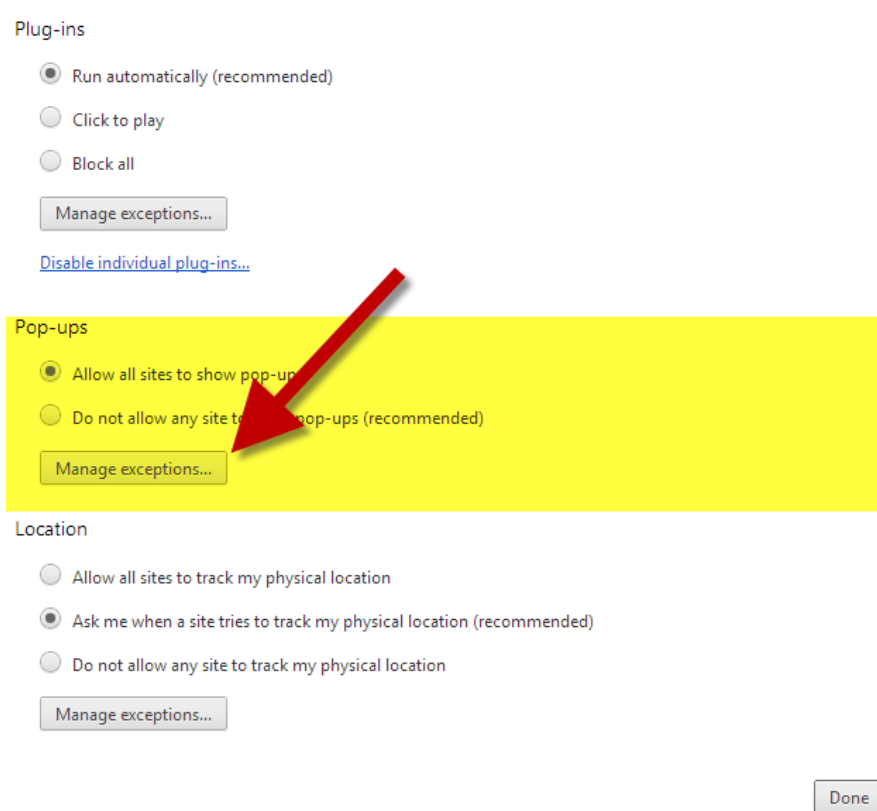 Plug-ins
Run automatically (recommended)
Click to play
Block all
Manage exceptions...
Disable individual plug-ins...
Pop-ups
Allow all sites to show pop-up
Do not allow any site to pop-ups (recommended)
Manage exceptions...
Location
Allow all sites to track my physical location
Ask me when a site tries to track my physical location (recommended)
Do not allow any site to track my physical location
Manage exceptions...
Done